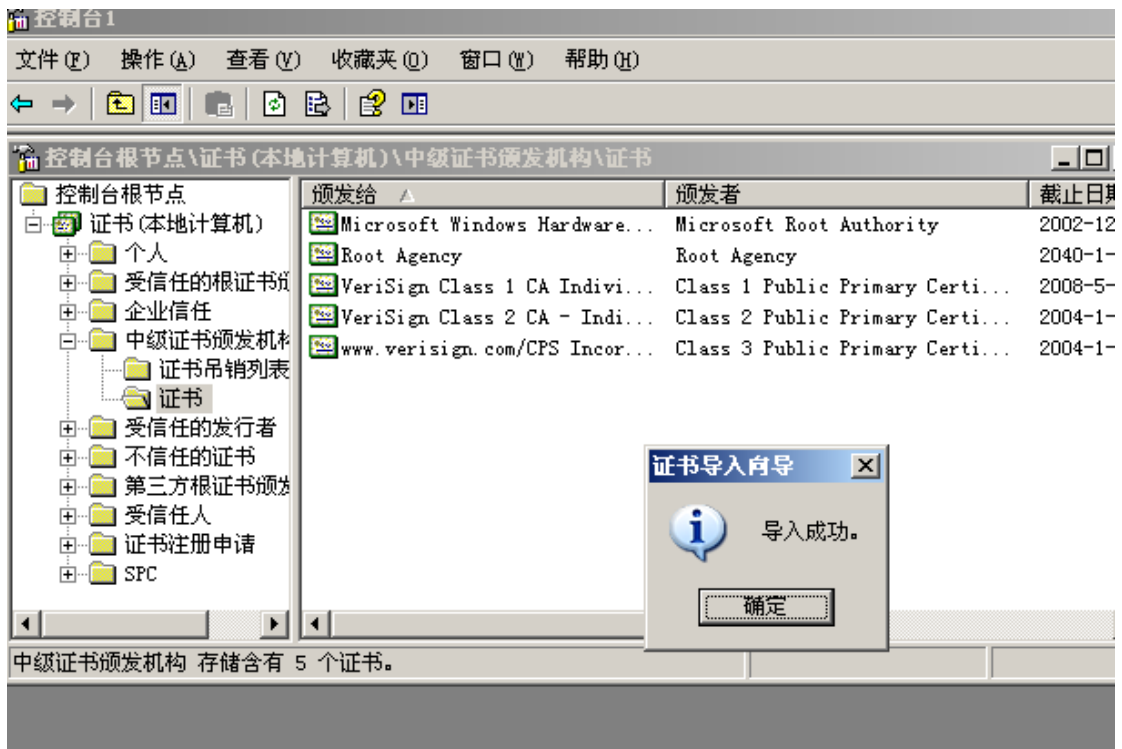 控制台1
文件(F) 操作(A) 查看(V) 收藏夹(O) 窗口(W) 帮助(H)
控制台根节点\证书(本地计算机)\中级证书颁发机构\证书
控制台根节点
证书(本地计算机)
个人
受信任的根证书颁
企业信任
中级证书颁发机构
证书吊销列表
证书
受信任的发行者
不信任的证书
第三方根证书颁发
受信任人
证书注册申请
SPC
颁发给 颁发者 截止日期
Microsoft Windows Hardware... Microsoft Root Authority 2002-12
Root Agency Root Agency 2040-1-
VeriSign Class 1 CA Indivi... Class 1 Public Primary Certi... 2008-5-
VeriSign Class 2 CA - Indi... Class 2 Public Primary Certi... 2004-1-
www.verisign.com/CPS Incor... Class 3 Public Primary Certi... 2004-1-
证书导入向导
导入成功。
确定
中级证书颁发机构 存储含有 5 个证书。